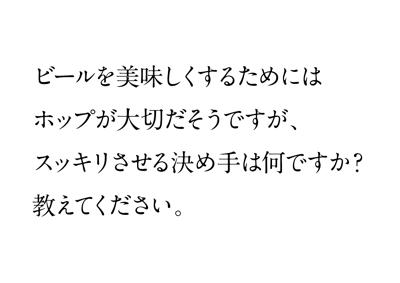 ビールを美味しくするためには
ホップが大切だそうですが、
スッキリさせる決め手は何ですか?
教えてください。